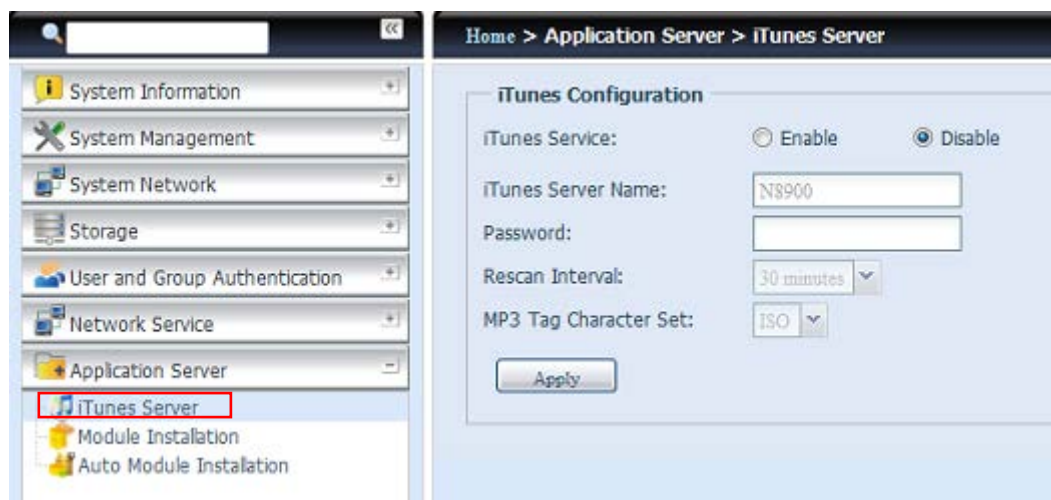 Home > Application Server > iTunes Server
System Information
System Management
System Network
Storage
User and Group Authentication
Network Service
Application Server
iTunes Server
Module Installation
Auto Module Installation
iTunes Configuration
iTunes Service: Enable Disable
iTunes Server Name: N8900
Password:
Rescan Interval: 30 minutes
MP3 Tag Character Set: ISO
Apply